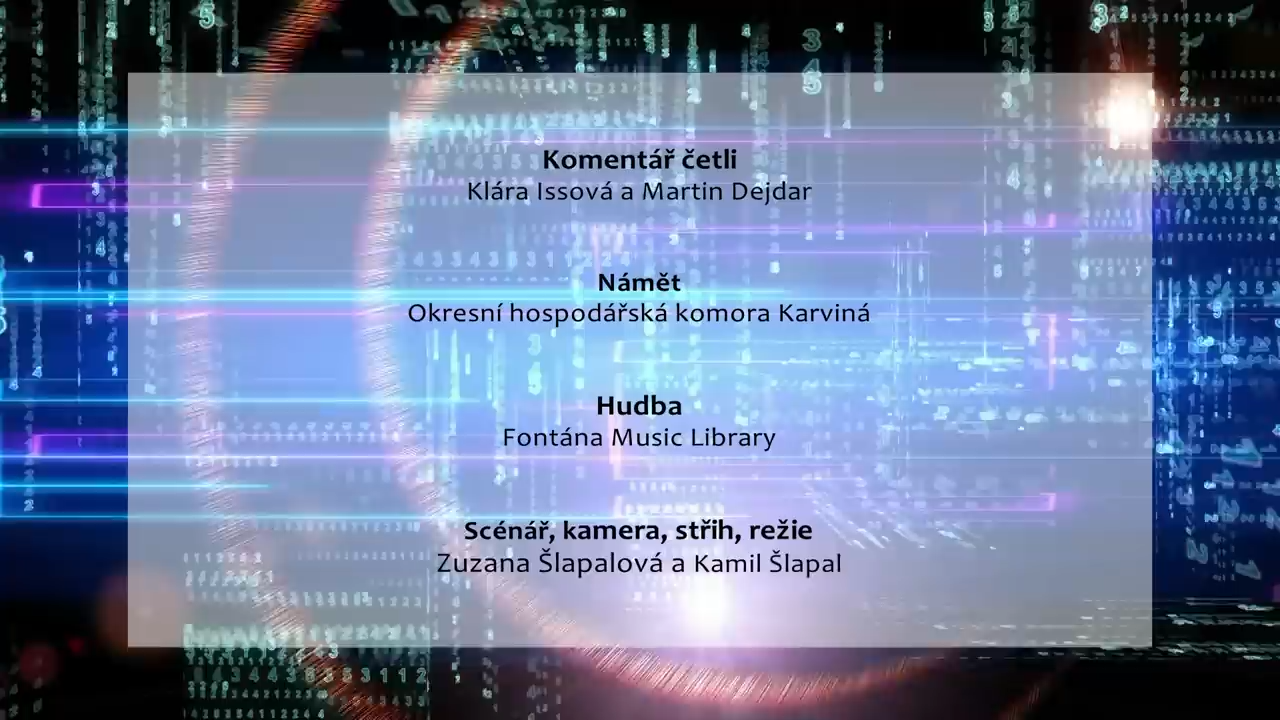 Komentář četli
Klára Issová a Martin Dejdar
Námět
Okresní hospodářská komora Karviná
Hudba
Fontána Music Library
Scénář, kamera, střih, režie
Zuzana Šlapalová a Kamil Šlapal